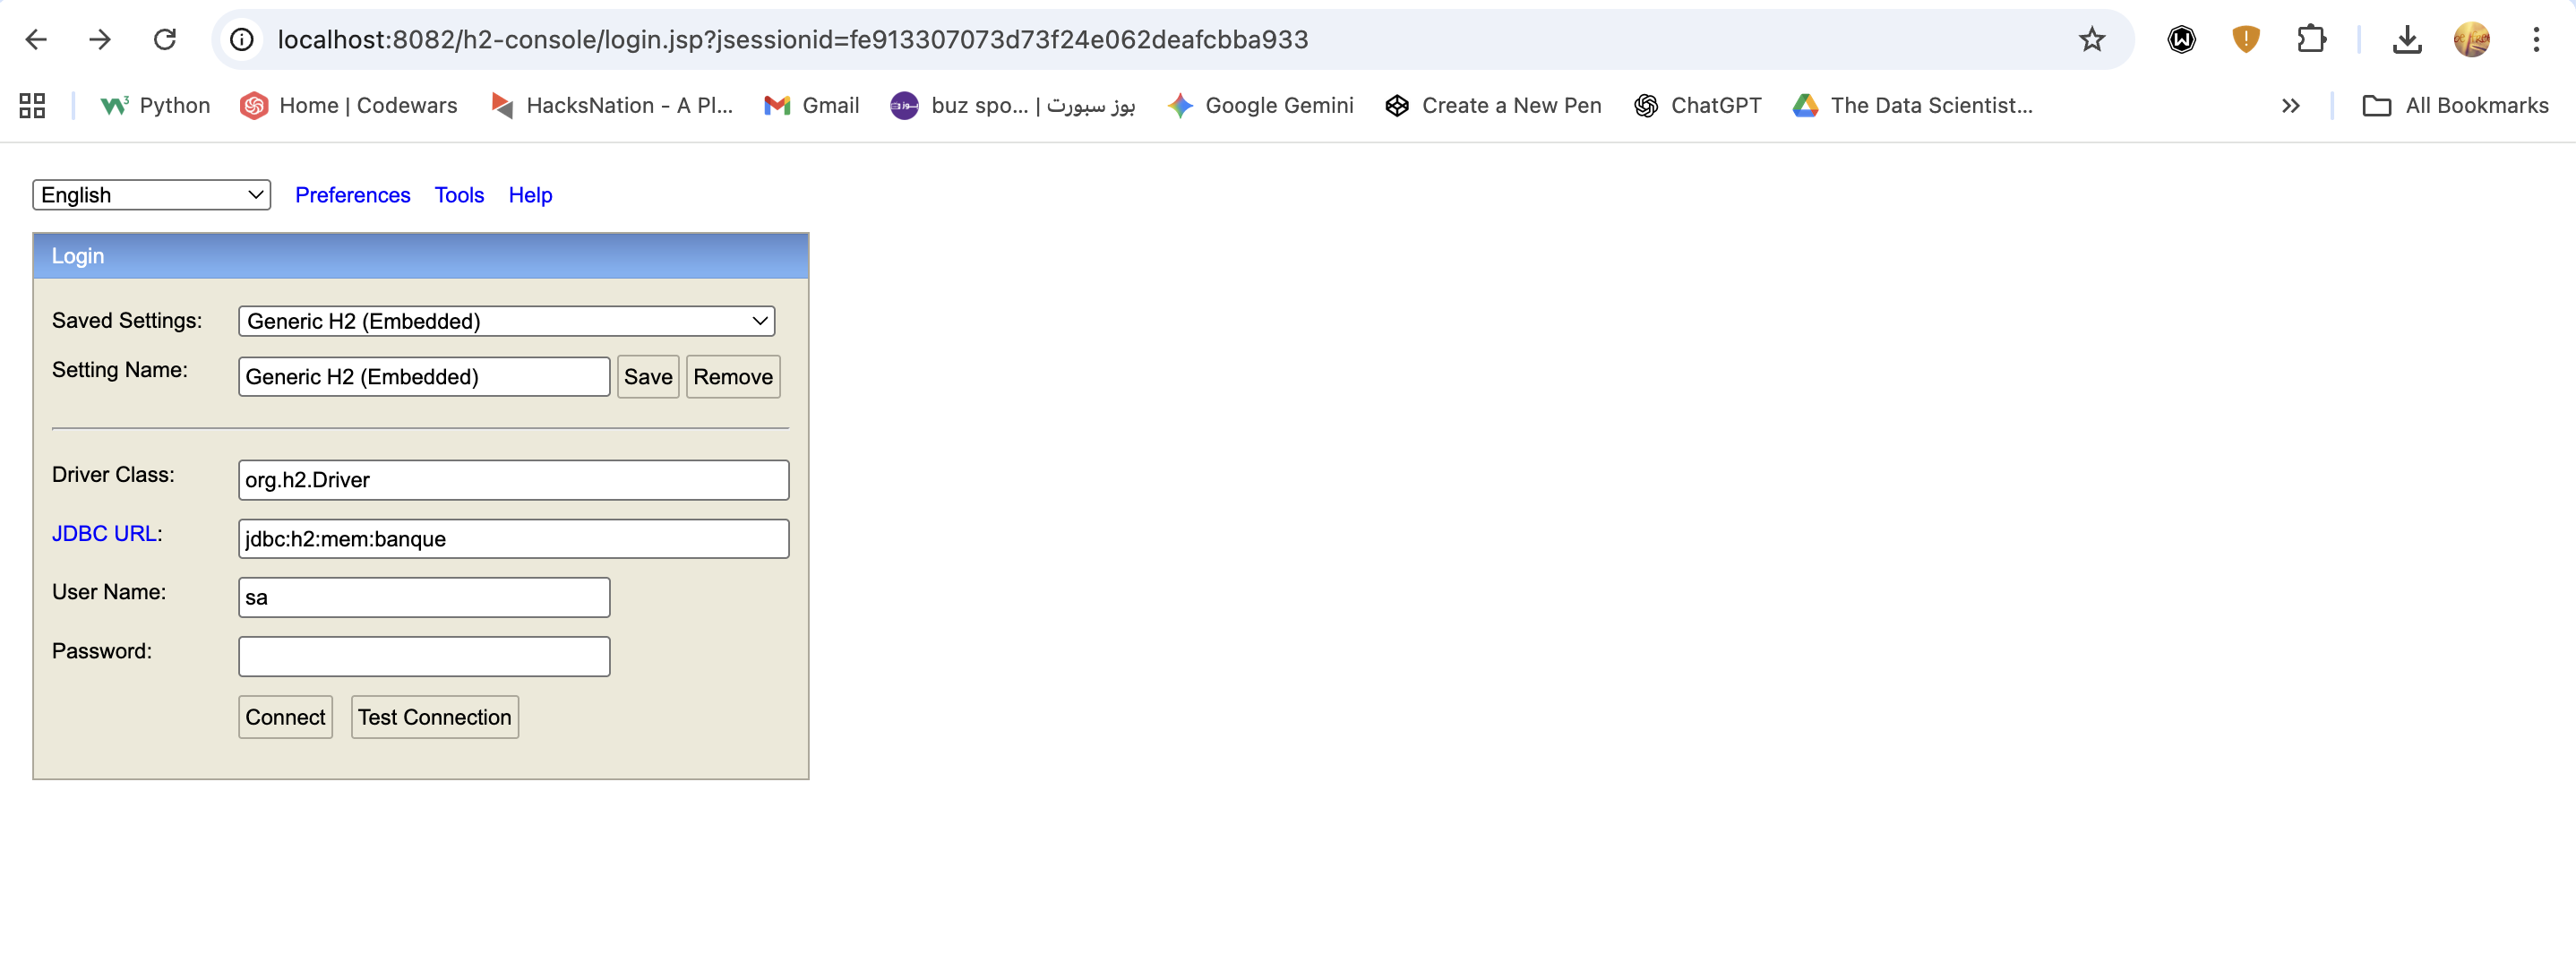 localhost:8082/h2-console/login.jsp?jsessionid=fe913307073d73f24e062deafcbba933
Python Home | Codewars HacksNation - A Pl... Gmail buz spo... | بوز سبورت Google Gemini Create a New Pen ChatGPT The Data Scientist... All Bookmarks
English Preferences Tools Help
Login
Saved Settings: Generic H2 (Embedded)
Setting Name: Generic H2 (Embedded) Save Remove
Driver Class: org.h2.Driver
JDBC URL: jdbc:h2:mem:banque
User Name: sa
Password:
Connect Test Connection